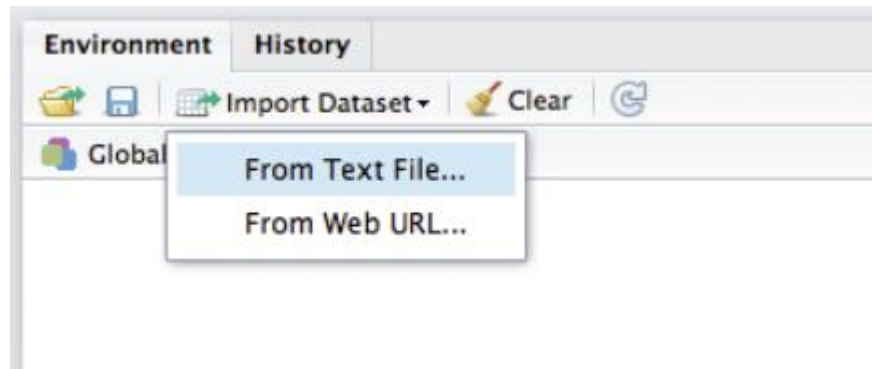 Environment History
Import Dataset Clear
Global
From Text File...
From Web URL...